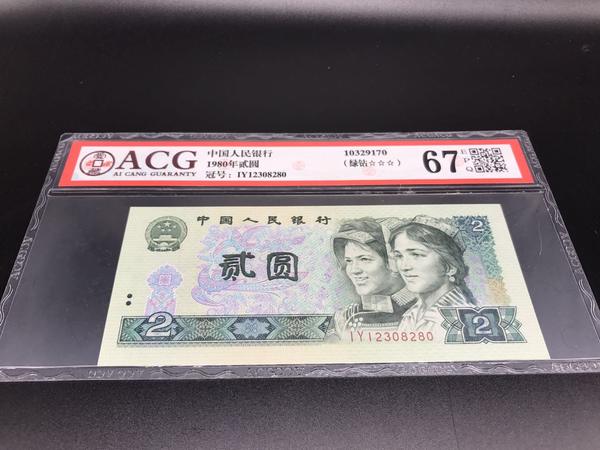 ACG
AI CANG GUARANTY
中国人民银行
1980年贰圆
冠号：IY12308280
10329170
（绿钻☆☆☆）
67
E
P
Q
中国人民银行
贰圆
2
2
2
IY12308280